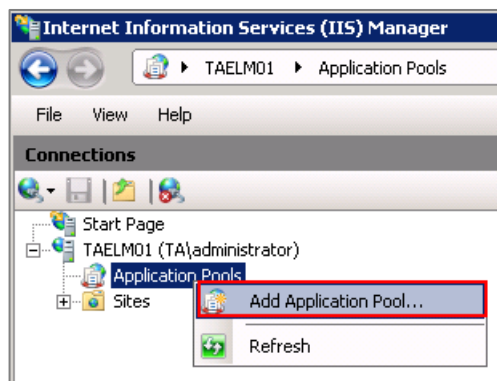 Internet Information Services (IIS) Manager
TAELM01 Application Pools
File View Help
Connections
Start Page
TAELM01 (TA\administrator)
Application Pools
Add Application Pool...
Sites
Refresh